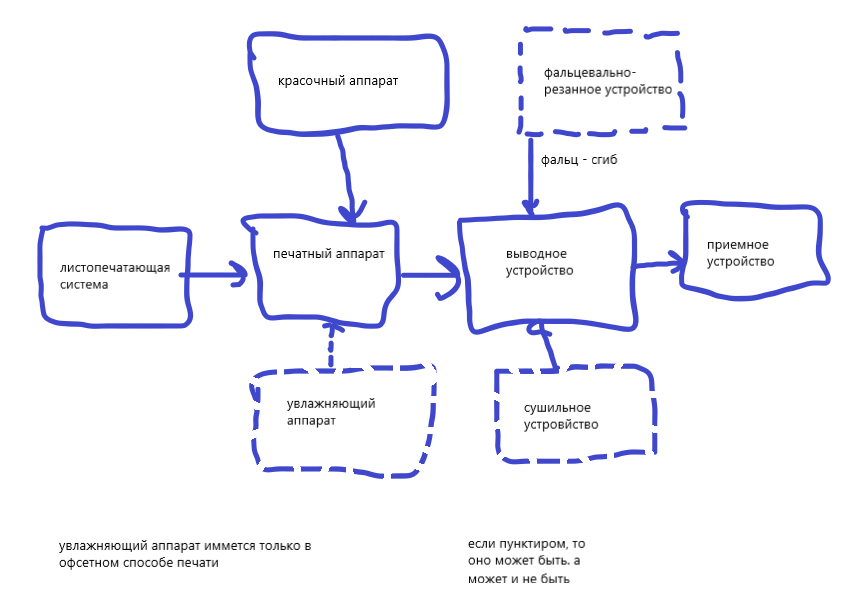 красочный аппарат
фальцевально-
резанное устройство
фальц - сгиб
листопечатающая
система
печатный аппарат
выводное
устройство
приемное
устройство
увлажняющий
аппарат
сушильное
устровйство
увлажняющий аппарат иммется только в
офсетном способе печати
если пунктиром, то
оно может быть. а
может и не быть